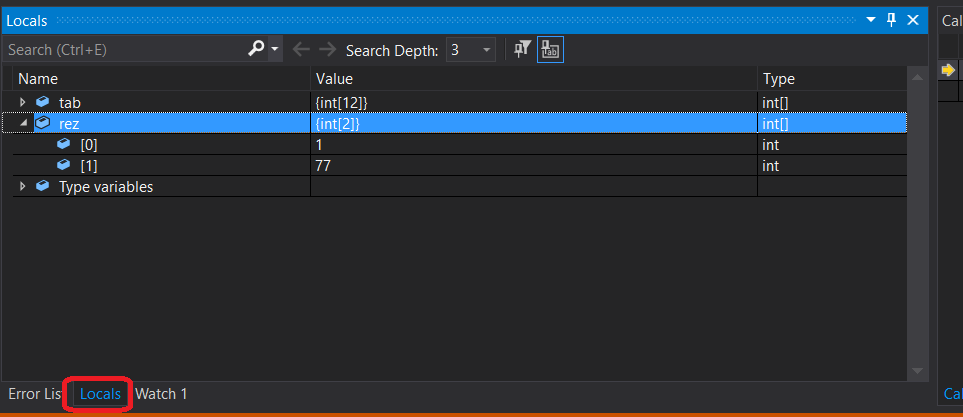 Locals
Cal
Search (Ctrl+E)
Search Depth: 3
Name Value Type
tab {int[12]} int[]
rez {int[2]} int[]
[0] 1 int
[1] 77 int
Type variables
Error Lis Locals Watch 1
Cal